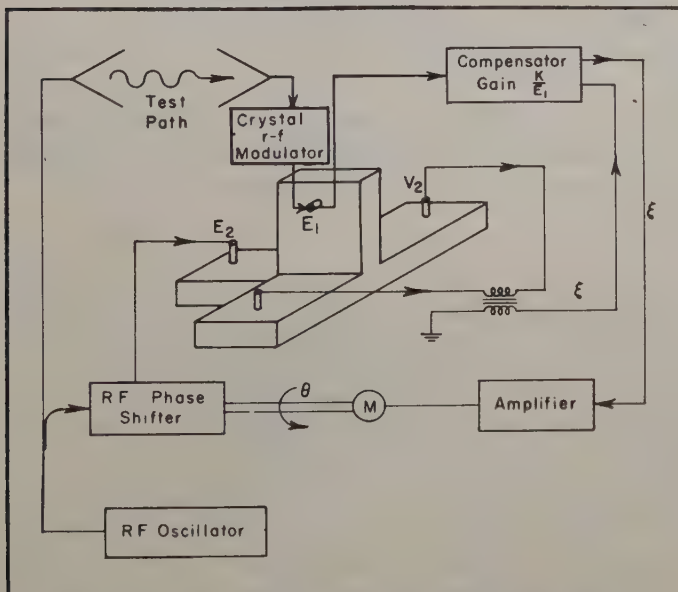 Test
Path
Compensator
Gain K/E₁
Crystal
r-f
Modulator
V₂
E₁
E₂
ξ
ξ
θ
RF Phase
Shifter
M
Amplifier
RF Oscillator